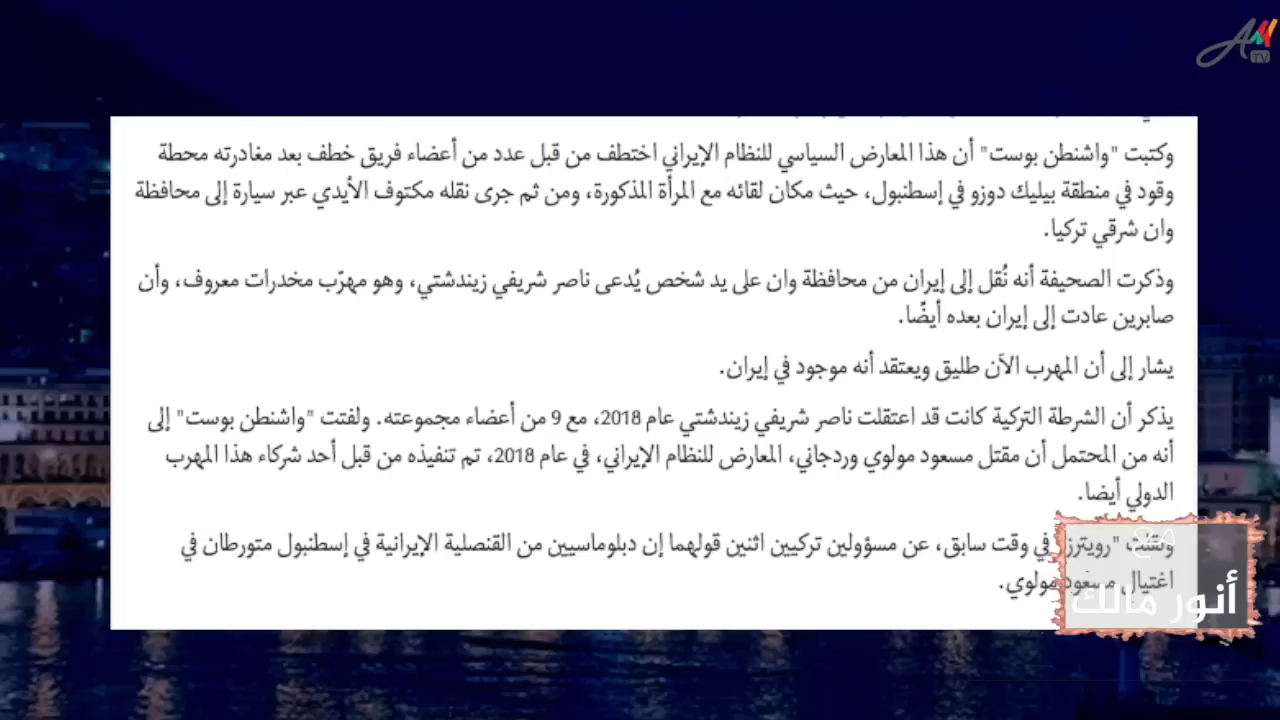 وكتبت "واشنطن بوست" أن هذا المعارض السياسي للنظام الإيراني اختطف من قبل عدد من أعضاء فريق خطف بعد مغادرته محطة
وقود في منطقة بيليك دوزو في إسطنبول، حيث مكان لقائه مع المرأة المذكورة، ومن ثم جرى نقله مكتوف الأيدي عبر سيارة إلى محافظة
وان شرقي تركيا.
وذكرت الصحيفة أنه نُقل إلى إيران من محافظة وان على يد شخص يُدعى ناصر شريفي زيندشتي، وهو مهرّب مخدرات معروف، وأن
صابرين عادت إلى إيران بعده أيضًا.
يشار إلى أن المهرب الآن طليق ويعتقد أنه موجود في إيران.
يذكر أن الشرطة التركية كانت قد اعتقلت ناصر شريفي زيندشتي عام 2018، مع 9 من أعضاء مجموعته. ولفتت "واشنطن بوست" إلى
أنه من المحتمل أن مقتل مسعود مولوي وردجاني، المعارض للنظام الإيراني، في عام 2018، تم تنفيذه من قبل أحد شركاء هذا المهرب
الدولي أيضا.
ونقلت "رويترز" في وقت سابق، عن مسؤولين تركيين اثنين قولهما إن دبلوماسيين من القنصلية الإيرانية في إسطنبول متورطان في
اغتيال مسعود مولوي.
مع
أنور مالك
TV